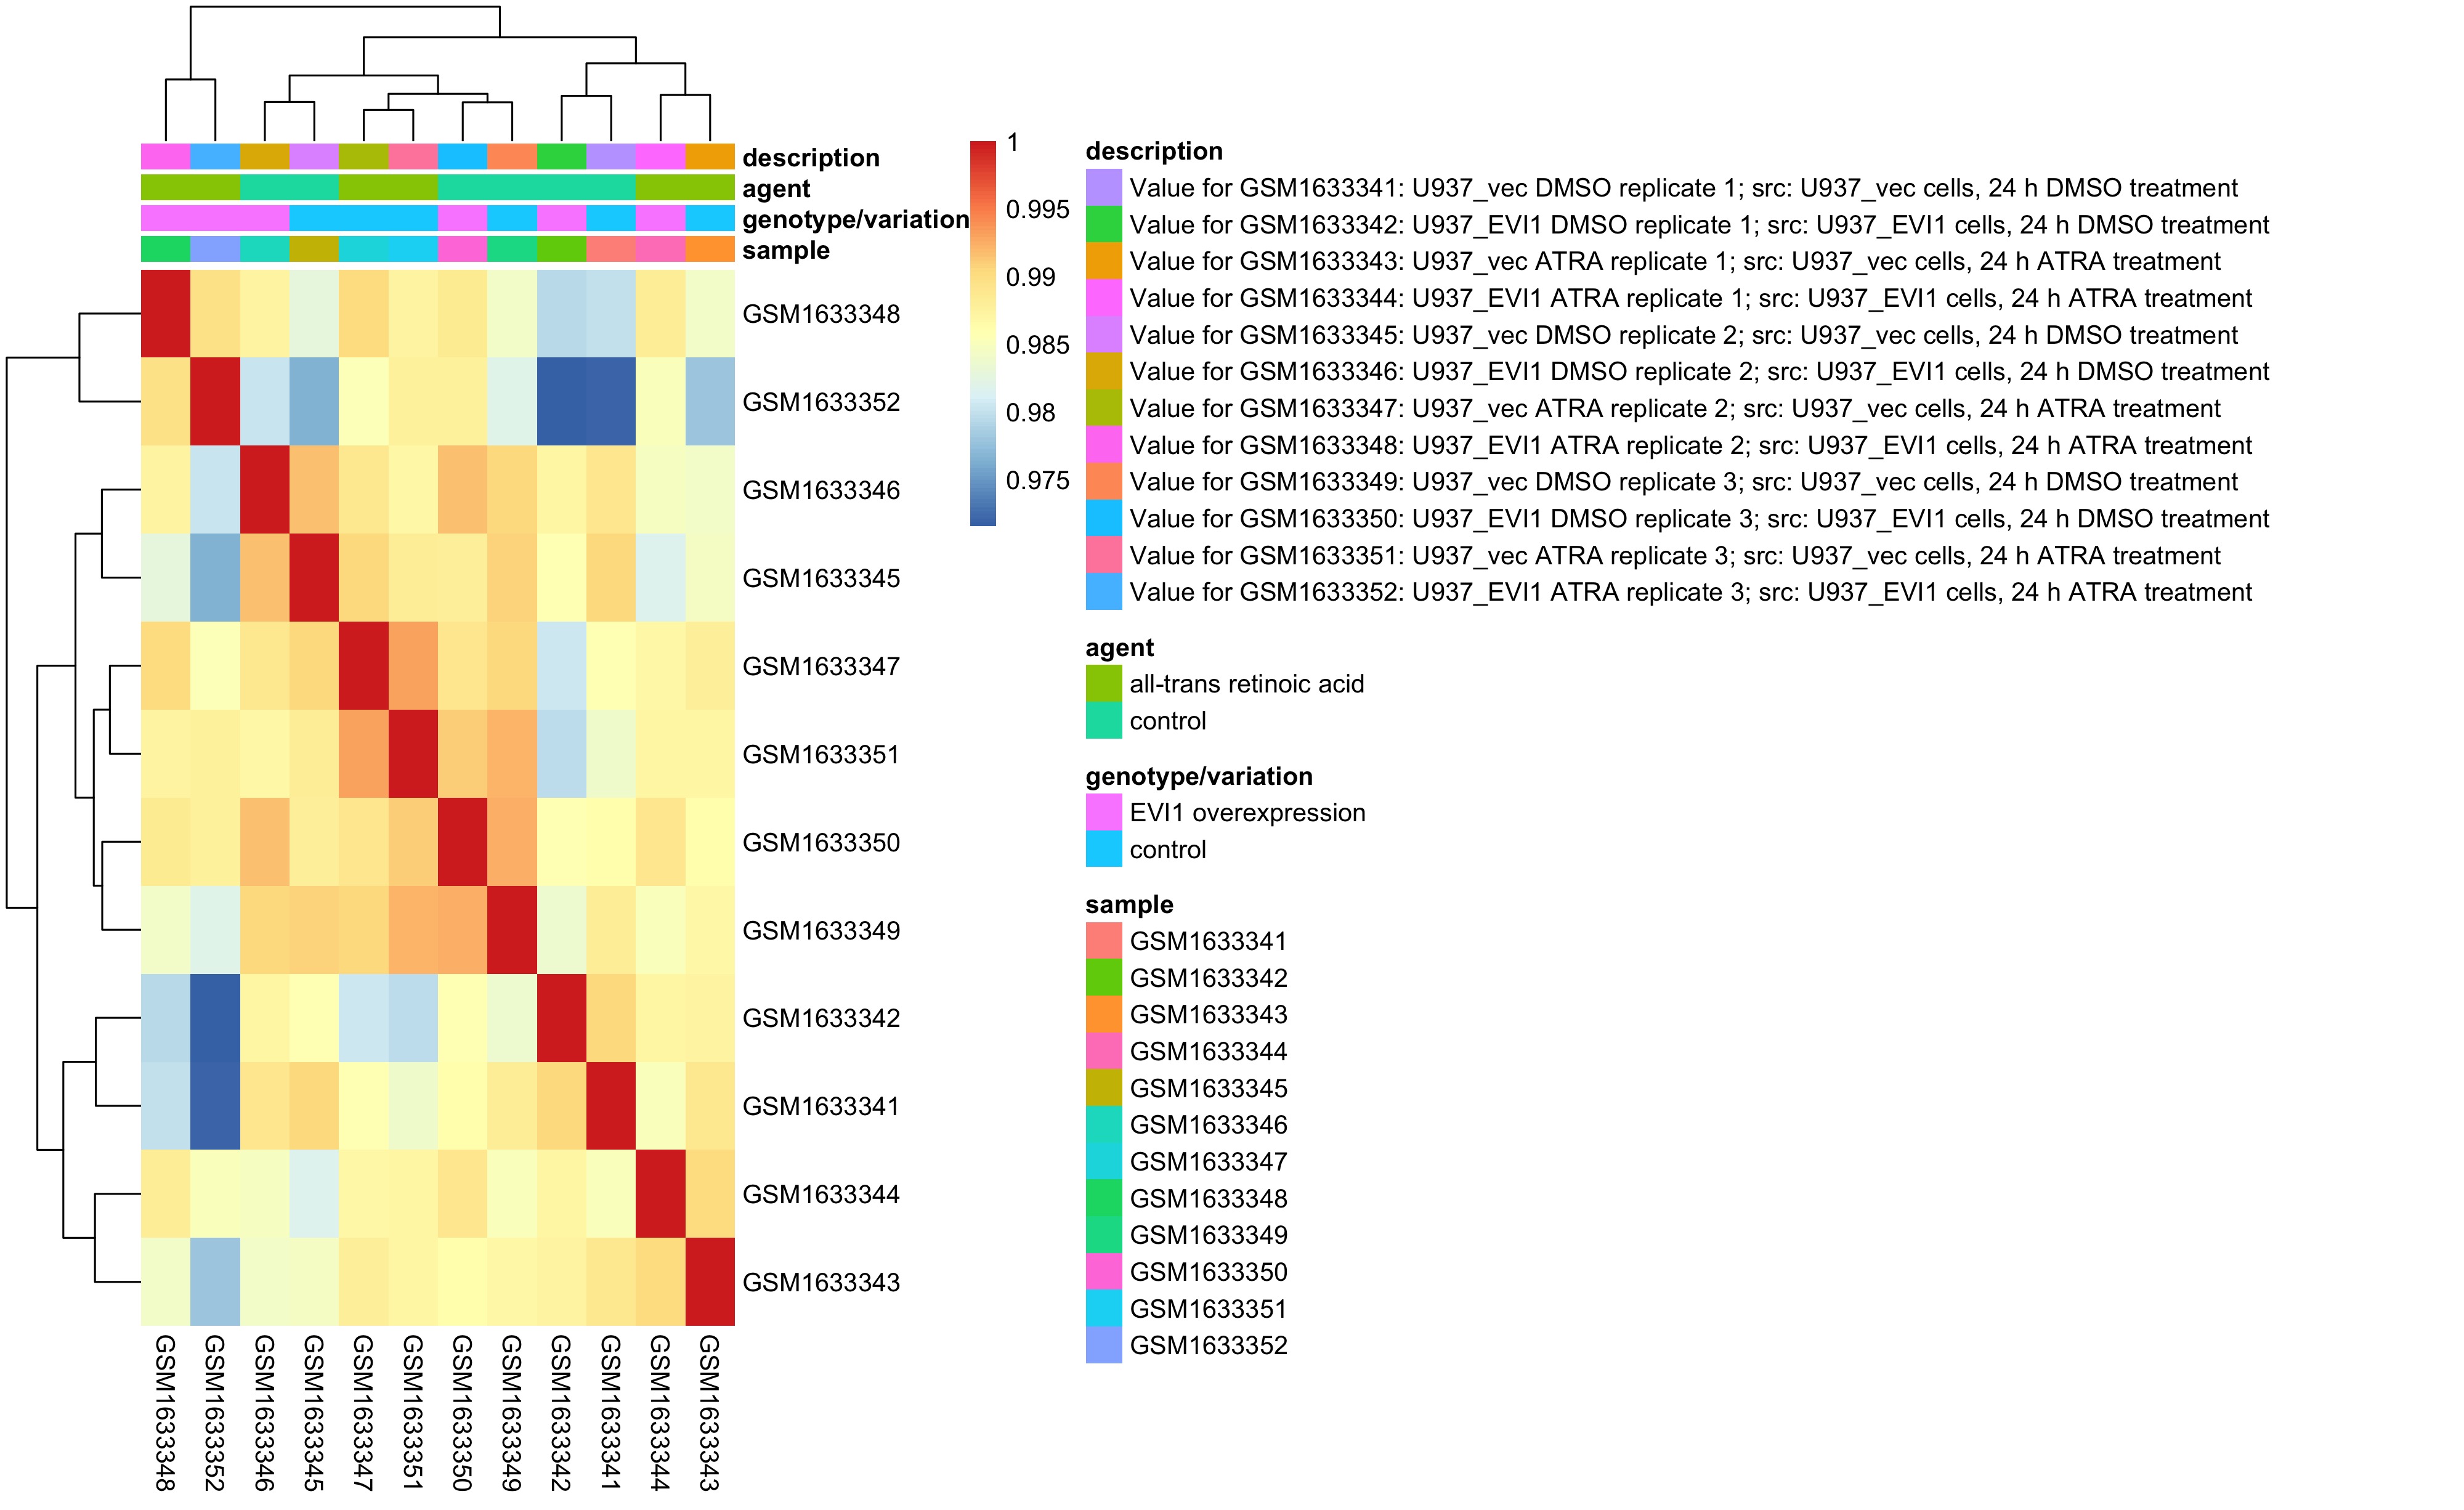 description
agent
genotype/variation
sample
GSM1633348
GSM1633352
GSM1633346
GSM1633345
GSM1633347
GSM1633351
GSM1633350
GSM1633349
GSM1633342
GSM1633341
GSM1633344
GSM1633343
GSM1633348
GSM1633352
GSM1633346
GSM1633345
GSM1633347
GSM1633351
GSM1633350
GSM1633349
GSM1633342
GSM1633341
GSM1633344
GSM1633343
1
0.995
0.99
0.985
0.98
0.975
description
Value for GSM1633341: U937_vec DMSO replicate 1; src: U937_vec cells, 24 h DMSO treatment
Value for GSM1633342: U937_EVI1 DMSO replicate 1; src: U937_EVI1 cells, 24 h DMSO treatment
Value for GSM1633343: U937_vec ATRA replicate 1; src: U937_vec cells, 24 h ATRA treatment
Value for GSM1633344: U937_EVI1 ATRA replicate 1; src: U937_EVI1 cells, 24 h ATRA treatment
Value for GSM1633345: U937_vec DMSO replicate 2; src: U937_vec cells, 24 h DMSO treatment
Value for GSM1633346: U937_EVI1 DMSO replicate 2; src: U937_EVI1 cells, 24 h DMSO treatment
Value for GSM1633347: U937_vec ATRA replicate 2; src: U937_vec cells, 24 h ATRA treatment
Value for GSM1633348: U937_EVI1 ATRA replicate 2; src: U937_EVI1 cells, 24 h ATRA treatment
Value for GSM1633349: U937_vec DMSO replicate 3; src: U937_vec cells, 24 h DMSO treatment
Value for GSM1633350: U937_EVI1 DMSO replicate 3; src: U937_EVI1 cells, 24 h DMSO treatment
Value for GSM1633351: U937_vec ATRA replicate 3; src: U937_vec cells, 24 h ATRA treatment
Value for GSM1633352: U937_EVI1 ATRA replicate 3; src: U937_EVI1 cells, 24 h ATRA treatment
agent
all-trans retinoic acid
control
genotype/variation
EVI1 overexpression
control
sample
GSM1633341
GSM1633342
GSM1633343
GSM1633344
GSM1633345
GSM1633346
GSM1633347
GSM1633348
GSM1633349
GSM1633350
GSM1633351
GSM1633352